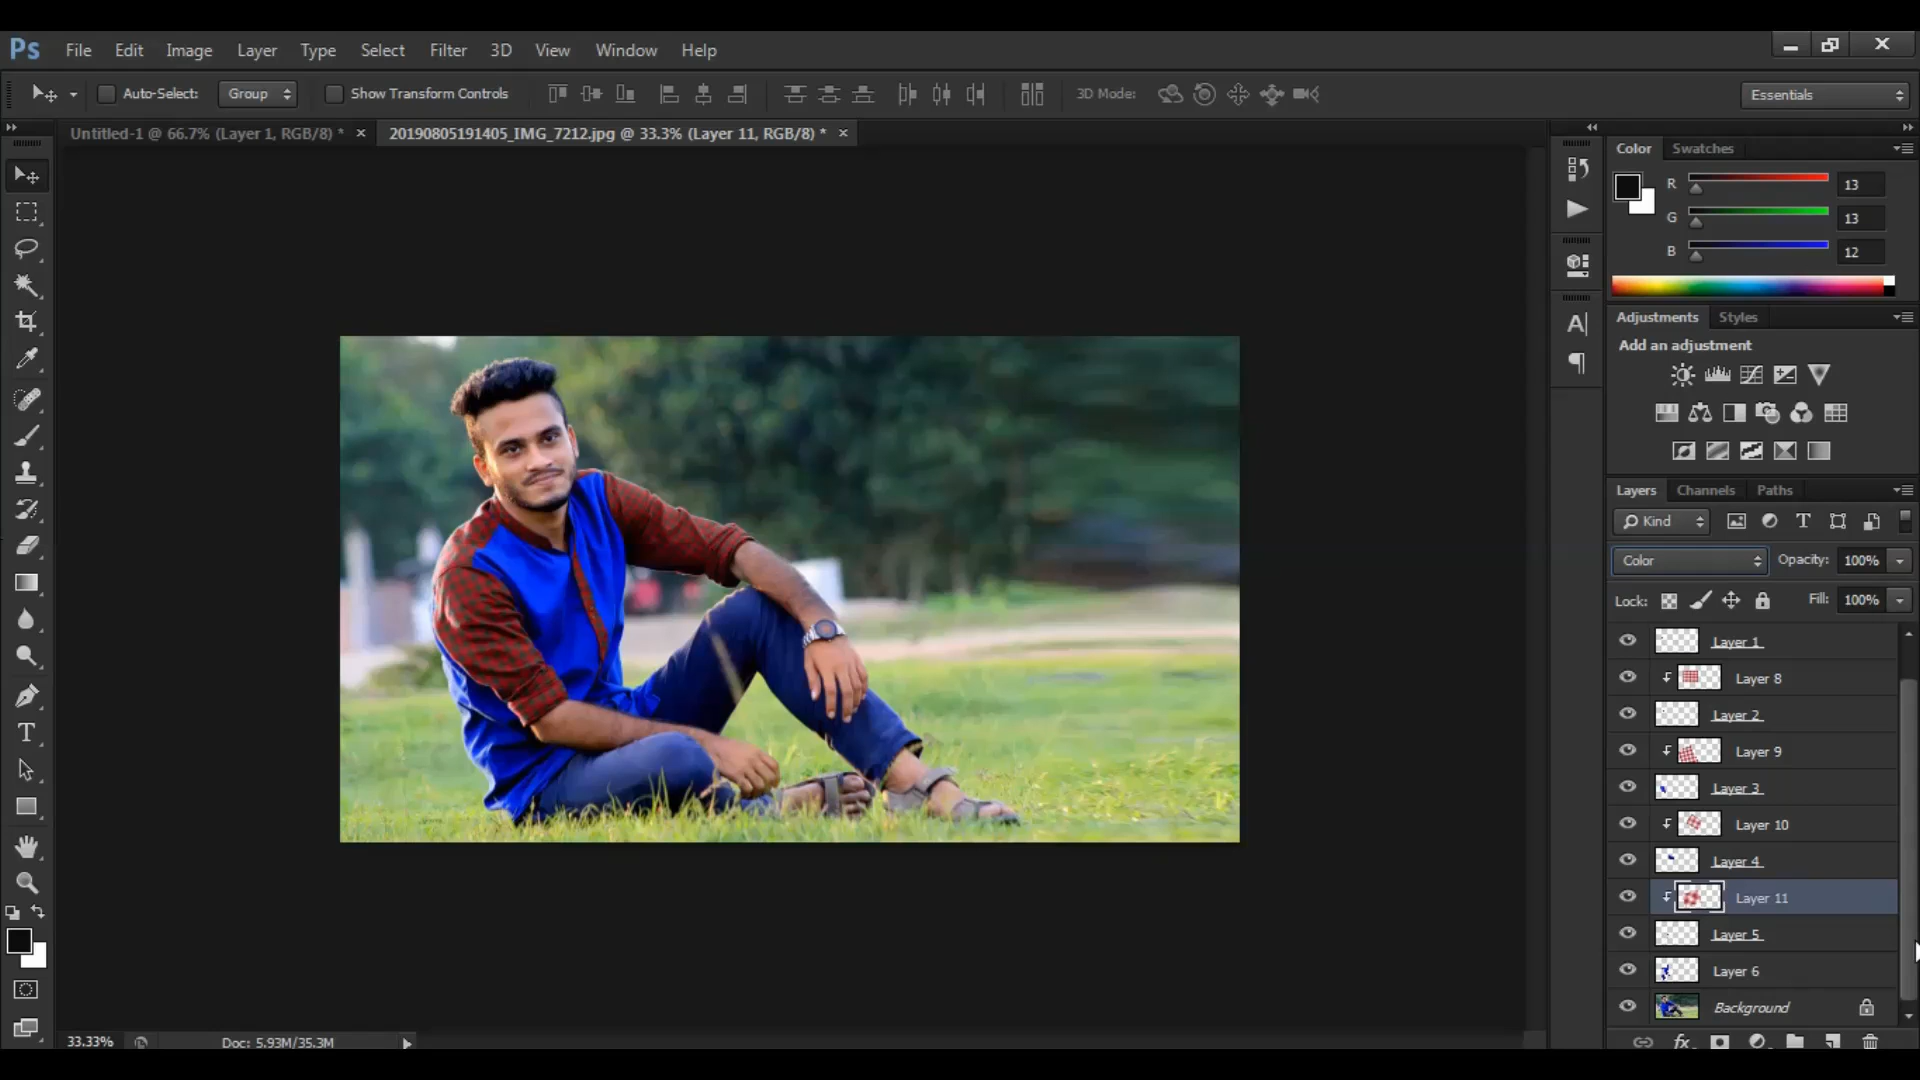 Ps File Edit Image Layer Type Select Filter 3D View Window Help
Auto-Select: Group Show Transform Controls 3D Mode: Essentials
Untitled-1 @ 66.7% (Layer 1, RGB/8) * 20190805191405_IMG_7212.jpg @ 33.3% (Layer 11, RGB/8) *
Color Swatches
R 13
G 13
B 12
Adjustments Styles
Add an adjustment
Layers Channels Paths
Kind
Color Opacity: 100%
Lock: Fill: 100%
Layer 1
Layer 8
Layer 2
Layer 9
Layer 3
Layer 10
Layer 4
Layer 11
Layer 5
Layer 6
Background
33.33% Doc: 5.93M/35.3M